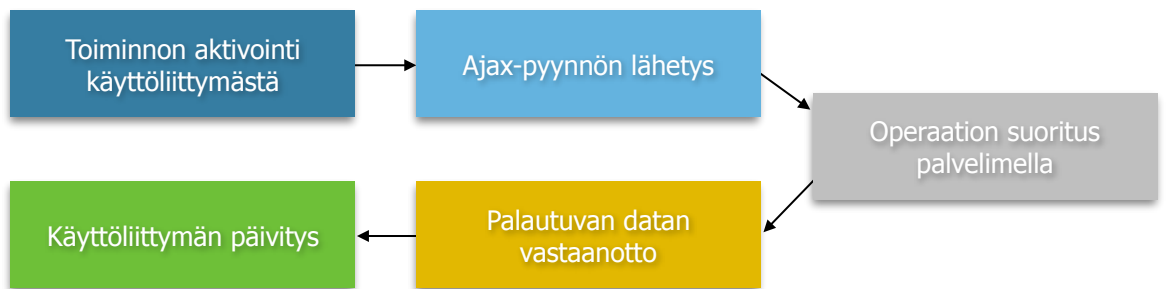 Toiminnon aktivointi
käyttöliittymästä
Ajax-pyynnön lähetys
Operaation suoritus
palvelimella
Palautuvan datan
vastaanotto
Käyttöliittymän päivitys